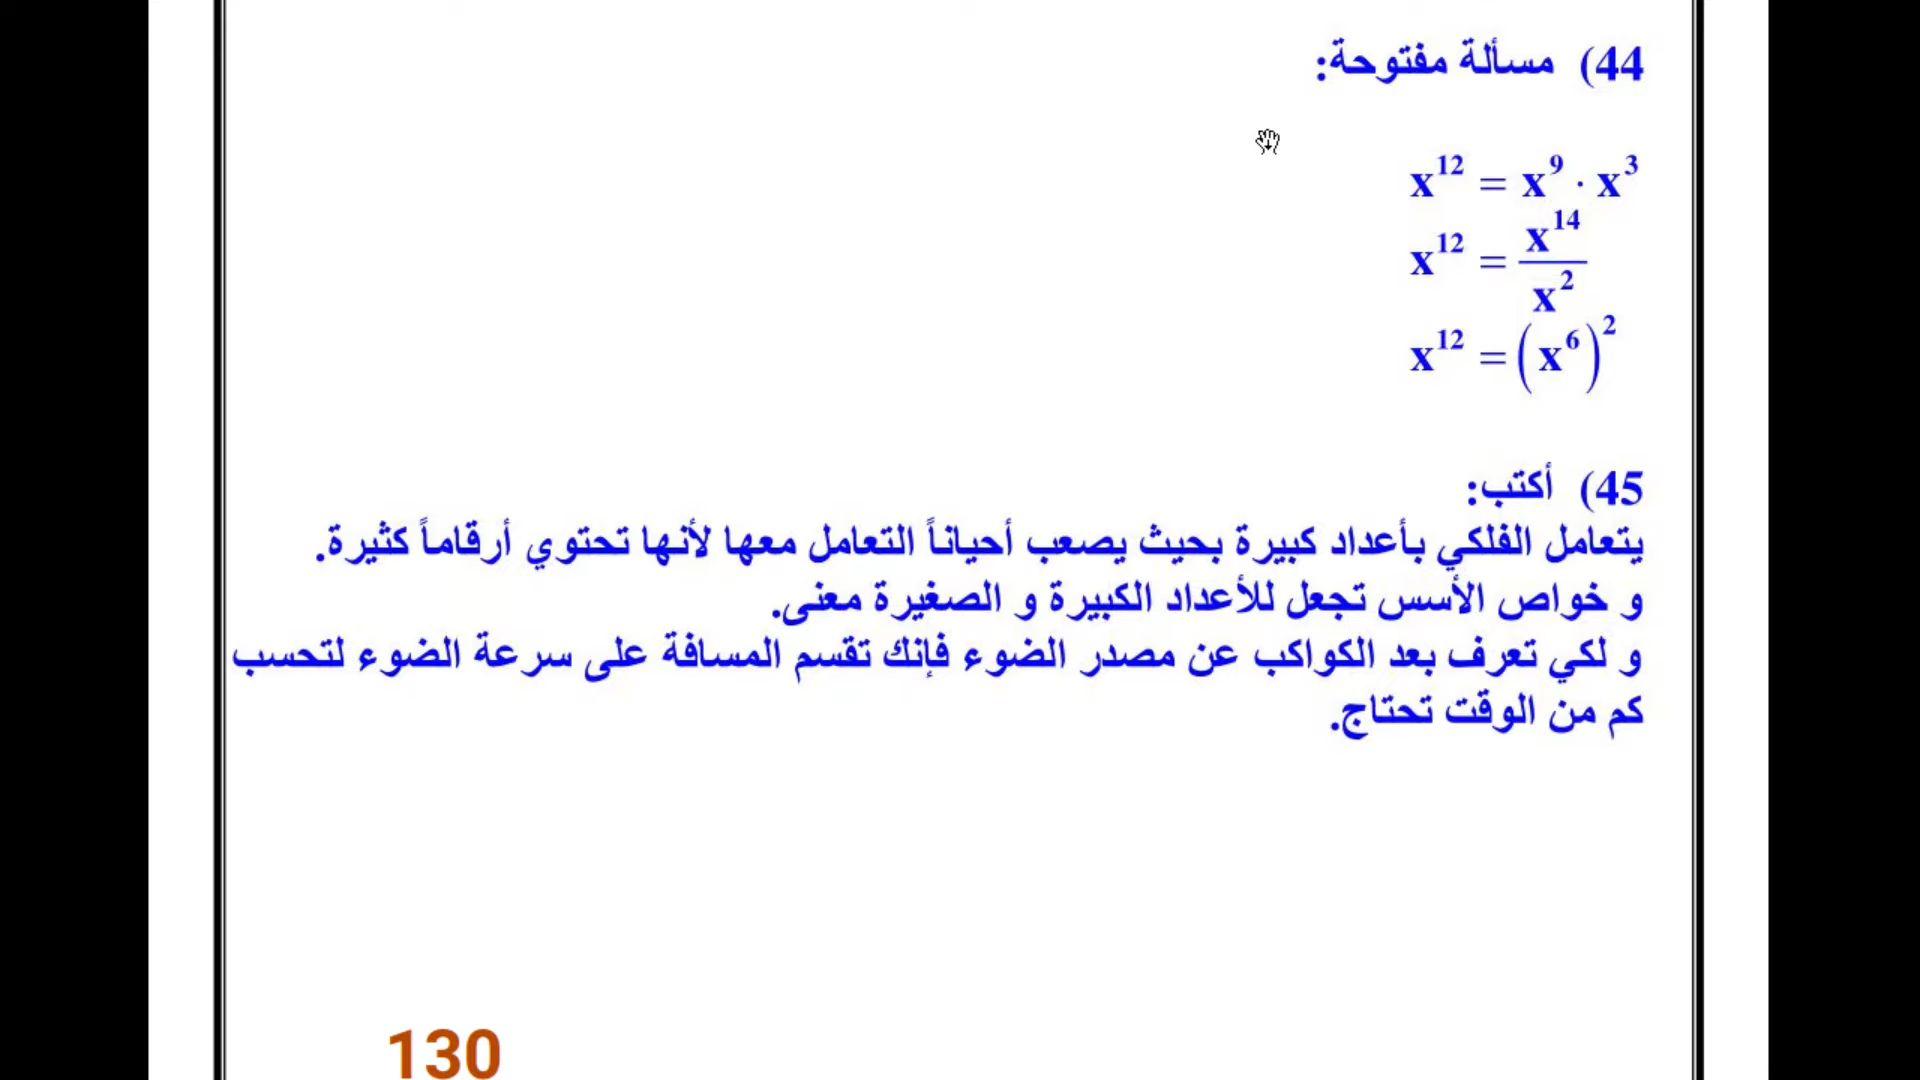 44) مسألة مفتوحة:
x^12 = x^9 · x^3
x^12 = x^14 / x^2
x^12 = (x^6)^2
45) أكتب:
يتعامل الفلكي بأعداد كبيرة بحيث يصعب أحياناً التعامل معها لأنها تحتوي أرقاماً كثيرة.
و خواص الأسس تجعل للأعداد الكبيرة و الصغيرة معنى.
و لكي تعرف بعد الكواكب عن مصدر الضوء فإنك تقسم المسافة على سرعة الضوء لتحسب
كم من الوقت تحتاج.
130